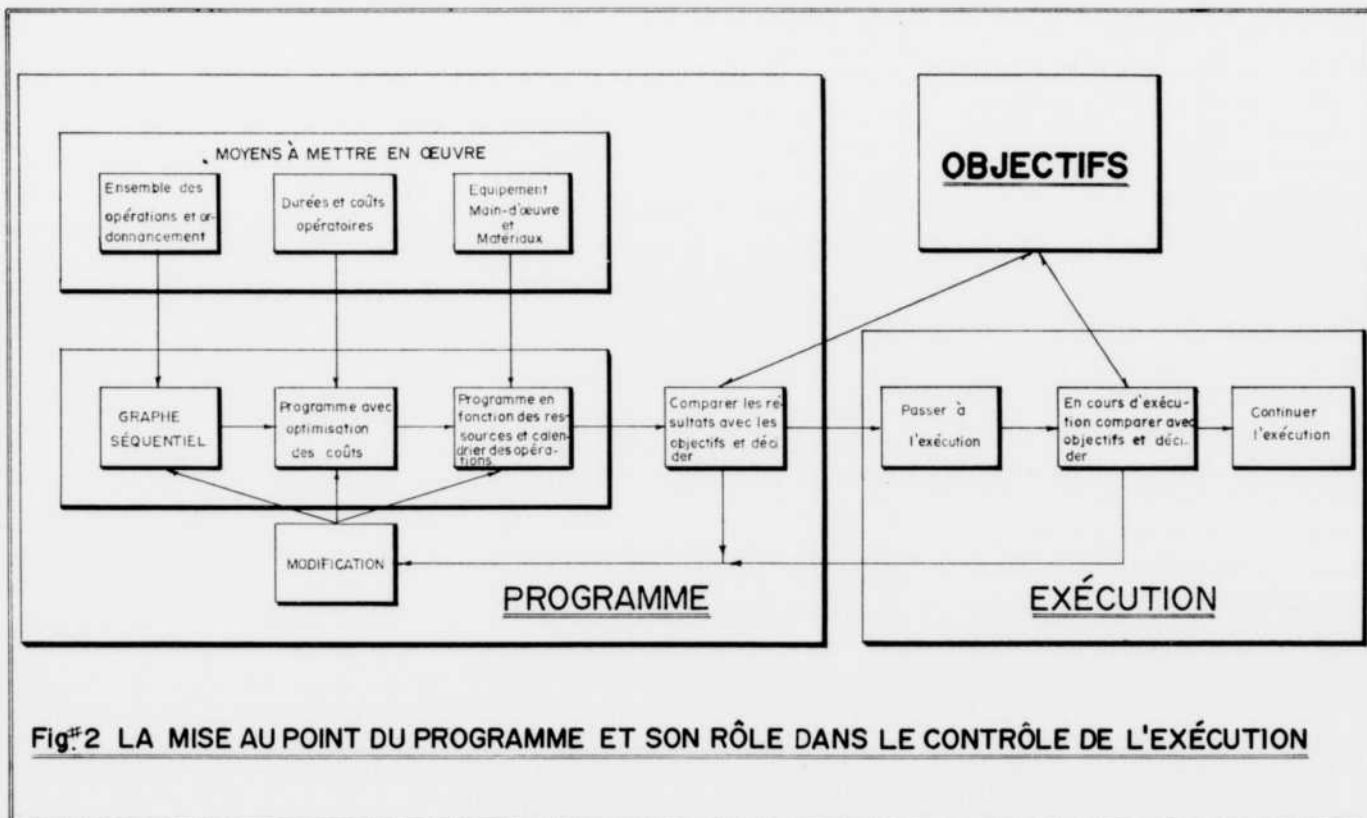 MOYENS À METTRE EN ŒUVRE
Ensemble des
opérations et or-
donnancement
Durées et coûts
opératoires
Equipement
Main-d'œuvre
et
Matériaux
OBJECTIFS
GRAPHE
SÉQUENTIEL
Programme avec
optimisation
des coûts
Programme en
fonction des res-
sources et calen-
drier des opéra-
tions
Comparer les ré-
sultats avec les
objectifs et déci
der
Passer à
l'exécution
En cours d'exécu-
tion comparer avec
objectifs et déci-
der
Continuer
l'exécution
MODIFICATION
PROGRAMME
EXÉCUTION
Fig.#2 LA MISE AU POINT DU PROGRAMME ET SON RÔLE DANS LE CONTRÔLE DE L'EXÉCUTION